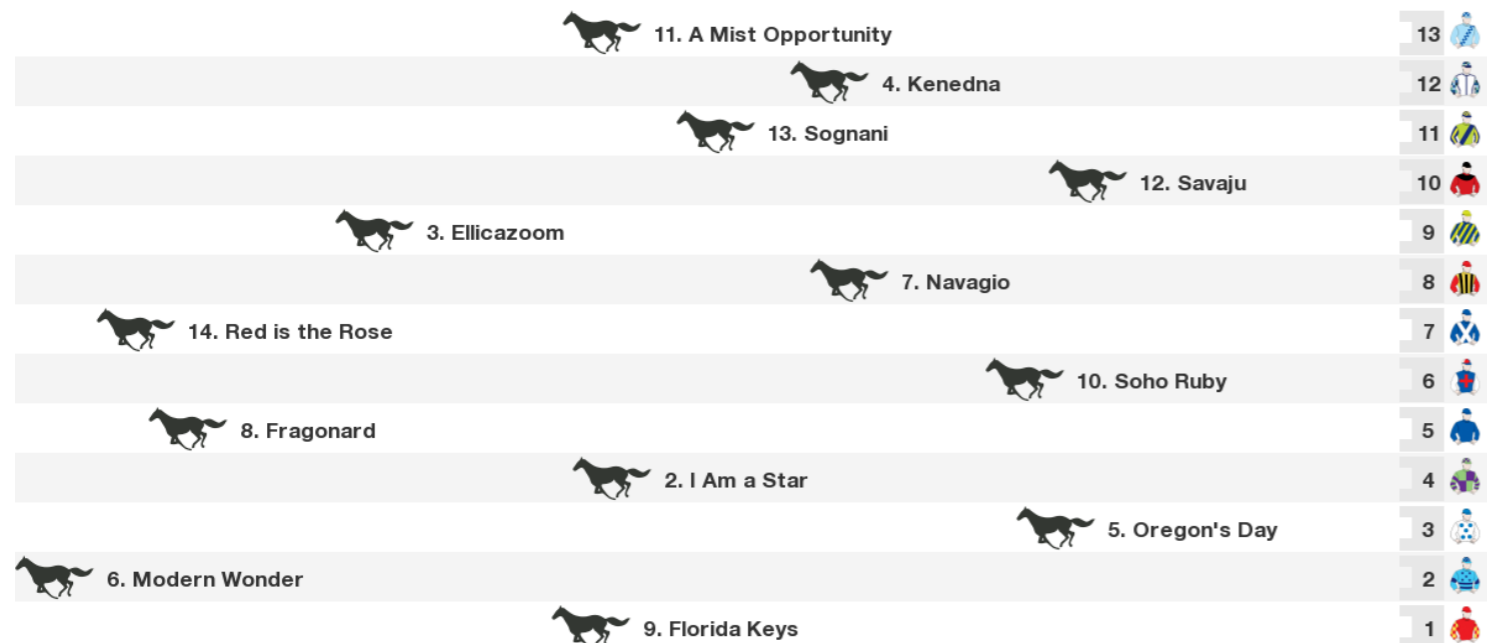 11. A Mist Opportunity 13
4. Kenedna 12
13. Sognani 11
12. Savaju 10
3. Ellicazoom 9
7. Navagio 8
14. Red is the Rose 7
10. Soho Ruby 6
8. Fragonard 5
2. I Am a Star 4
5. Oregon's Day 3
6. Modern Wonder 2
9. Florida Keys 1